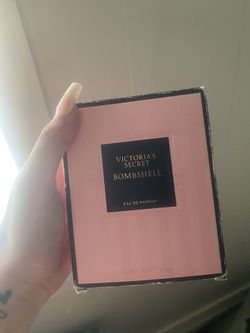 VICTORIA'S
SECRET
BOMBSHELL
EAU DE PARFUM